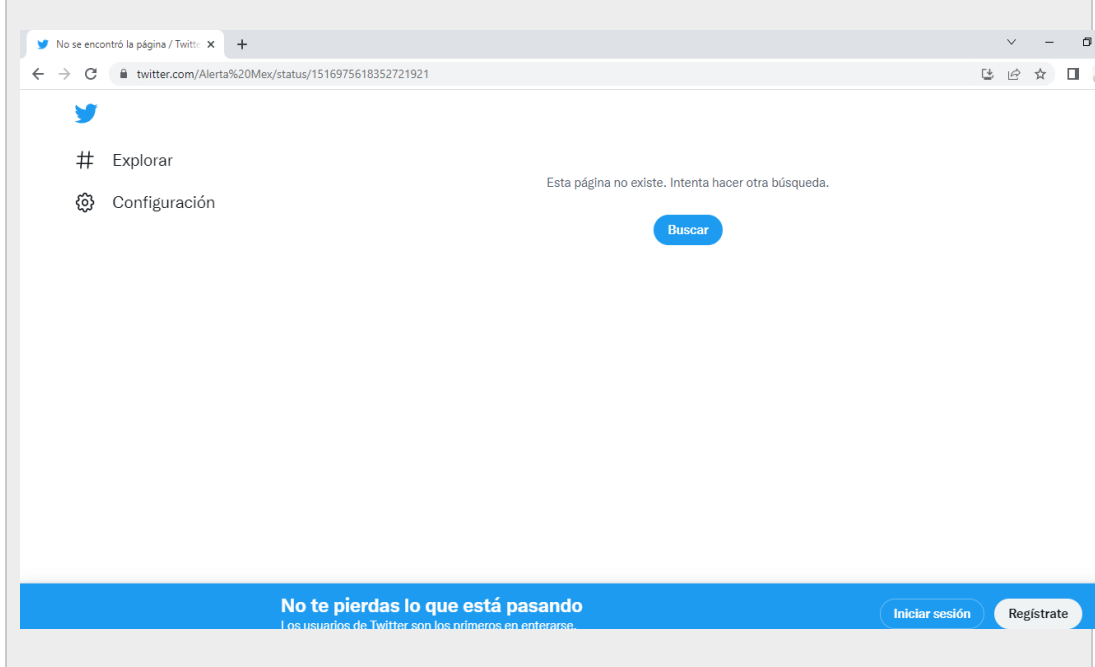 No se encontró la página / Twitte
twitter.com/Alerta%20Mex/status/1516975618352721921
Explorar
Configuración
Esta página no existe. Intenta hacer otra búsqueda.
Buscar
No te pierdas lo que está pasando
Los usuarios de Twitter son los primeros en enterarse.
Iniciar sesión
Regístrate